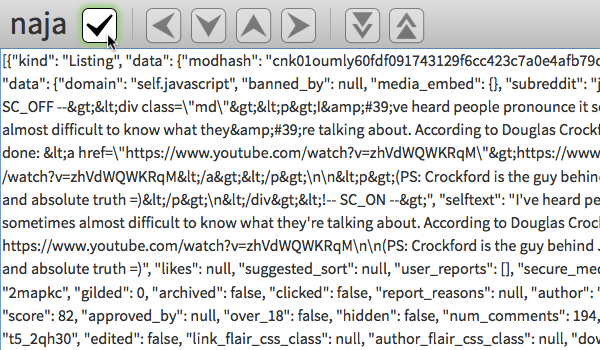 naja
[{"kind": "Listing", "data": {"modhash": "cnk01oumly60fdf091743129f6cc423c7a0e4afb79c
"data": {"domain": "self.javascript", "banned_by": null, "media_embed": {}, "subreddit": "j
SC_OFF --&gt;&lt;div class=\"md\"&gt;&lt;p&gt;I&amp;#39;ve heard people pronounce it so
almost difficult to know what they&amp;#39;re talking about. According to Douglas Crockf
done: &lt;a href=\"https://www.youtube.com/watch?v=zhVdWQWKRqM\"&gt;https://www
/watch?v=zhVdWQWKRqM&lt;/a&gt;&lt;/p&gt;\n\n&lt;p&gt;(PS: Crockford is the guy behin
and absolute truth =)&lt;/p&gt;\n&lt;/div&gt;&lt;!-- SC_ON --&gt;", "selftext": "I've heard pe
sometimes almost difficult to know what they're talking about. According to Douglas Croc
https://www.youtube.com/watch?v=zhVdWQWKRqM\n\n(PS: Crockford is the guy behind J
and absolute truth =)", "likes": null, "suggested_sort": null, "user_reports": [], "secure_med
"2mapkc", "gilded": 0, "archived": false, "clicked": false, "report_reasons": null, "author": "
"score": 82, "approved_by": null, "over_18": false, "hidden": false, "num_comments": 194,
"t5_2qh30", "edited": false, "link_flair_css_class": null, "author_flair_css_class": null, "dow